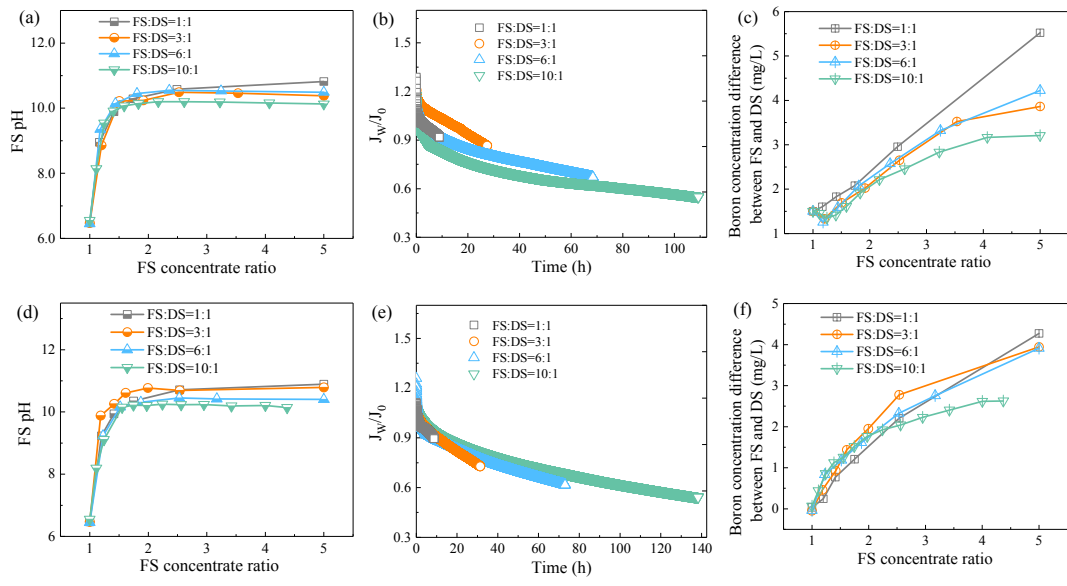 (a)
FS:DS=1:1
FS:DS=3:1
FS:DS=6:1
FS:DS=10:1
12.0
10.0
8.0
6.0
FS pH
1 2 3 4 5
FS concentrate ratio
(b)
FS:DS=1:1
FS:DS=3:1
FS:DS=6:1
FS:DS=10:1
1.5
1.2
0.9
0.6
0.3
J_W/J_0
0 20 40 60 80 100
Time (h)
(c)
FS:DS=1:1
FS:DS=3:1
FS:DS=6:1
FS:DS=10:1
6
5
4
3
2
1
Boron concentration difference
between FS and DS (mg/L)
1 2 3 4 5
FS concentrate ratio
(d)
FS:DS=1:1
FS:DS=3:1
FS:DS=6:1
FS:DS=10:1
12
10
8
6
FS pH
1 2 3 4 5
FS concentrate ratio
(e)
FS:DS=1:1
FS:DS=3:1
FS:DS=6:1
FS:DS=10:1
1.5
1.2
0.9
0.6
0.3
J_W/J_0
0 20 40 60 80 100 120 140
Time (h)
(f)
FS:DS=1:1
FS:DS=3:1
FS:DS=6:1
FS:DS=10:1
5
4
3
2
1
0
Boron concentration difference
between FS and DS (mg/L)
1 2 3 4 5
FS concentrate ratio